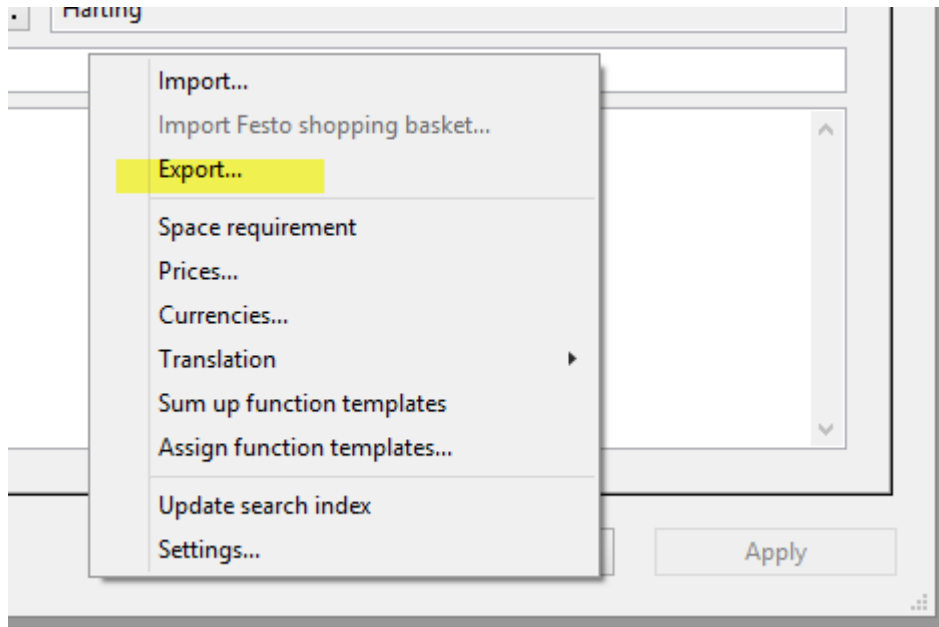 Harting
Import...
Import Festo shopping basket...
Export...
Space requirement
Prices...
Currencies...
Translation
Sum up function templates
Assign function templates...
Update search index
Settings...
Apply